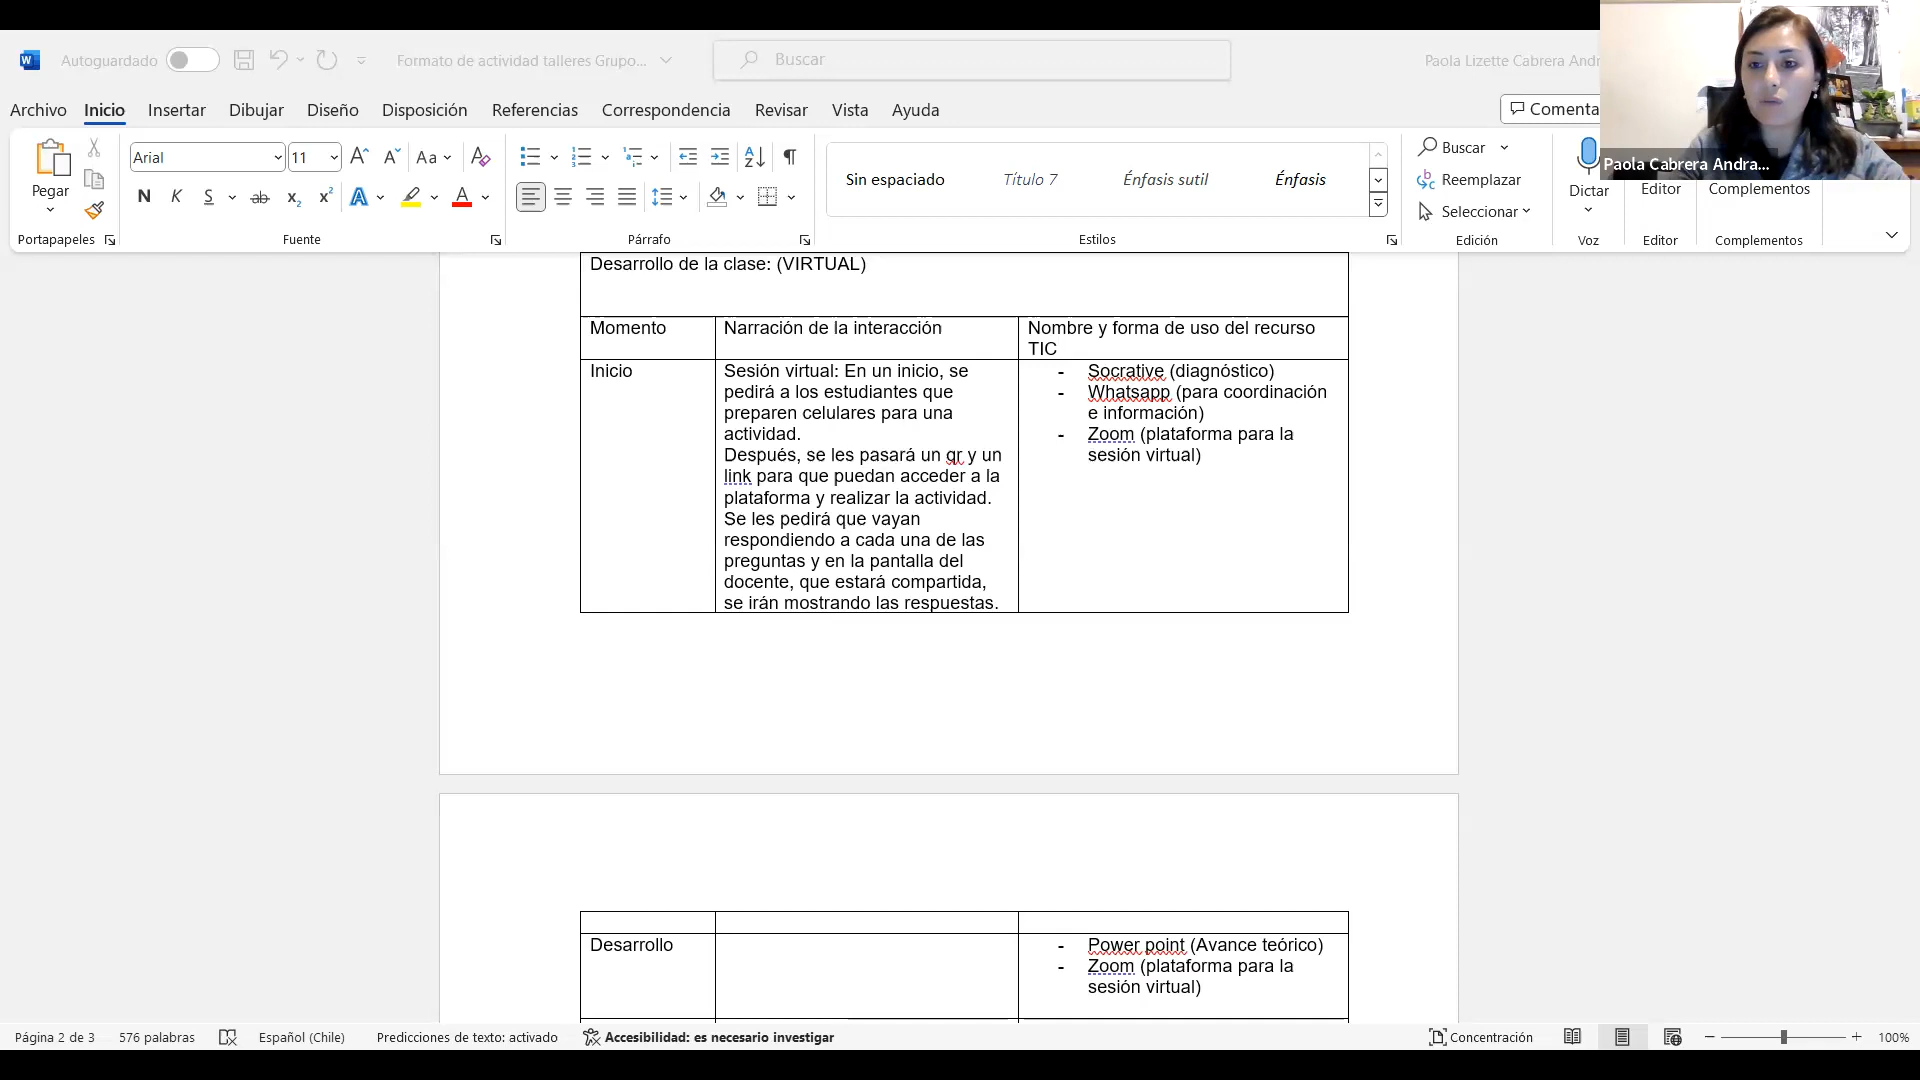 Autoguardado
Formato de actividad talleres Grupo...
Buscar
Paola Lizette Cabrera Andr
Archivo
Inicio
Insertar
Dibujar
Diseño
Disposición
Referencias
Correspondencia
Revisar
Vista
Ayuda
Comenta
Pegar
Portapapeles
Arial
11
Aa
N K S ab x₂ x² A A
Fuente
Párrafo
Sin espaciado
Título 7
Énfasis sutil
Énfasis
Estilos
Buscar
Reemplazar
Seleccionar
Edición
Dictar
Voz
Editor
Editor
Complementos
Complementos
Paola Cabrera Andra...
Desarrollo de la clase: (VIRTUAL)
Momento
Narración de la interacción
Nombre y forma de uso del recurso
TIC
Inicio
Sesión virtual: En un inicio, se
pedirá a los estudiantes que
preparen celulares para una
actividad.
Después, se les pasará un qr y un
link para que puedan acceder a la
plataforma y realizar la actividad.
Se les pedirá que vayan
respondiendo a cada una de las
preguntas y en la pantalla del
docente, que estará compartida,
se irán mostrando las respuestas.
- Socrative (diagnóstico)
- Whatsapp (para coordinación
e información)
- Zoom (plataforma para la
sesión virtual)
Desarrollo
- Power point (Avance teórico)
- Zoom (plataforma para la
sesión virtual)
Página 2 de 3
576 palabras
Español (Chile)
Predicciones de texto: activado
Accesibilidad: es necesario investigar
Concentración
100%